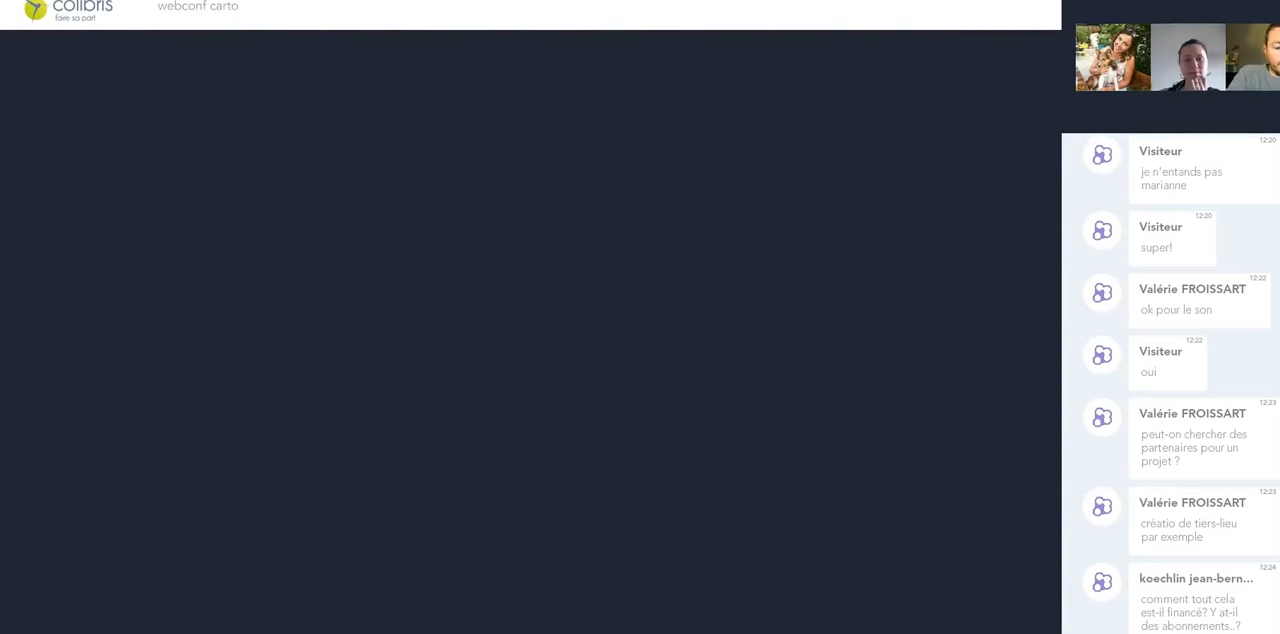 colibris
faire sa part
webconf carto
12:20
Visiteur
je n'entends pas
marianne
12:20
Visiteur
super!
12:22
Valérie FROISSART
ok pour le son
12:22
Visiteur
oui
12:23
Valérie FROISSART
peut-on chercher des
partenaires pour un
projet ?
12:23
Valérie FROISSART
créatio de tiers-lieu
par exemple
12:24
koechlin jean-bern...
comment tout cela
est-il financé? Y at-il
des abonnements..?